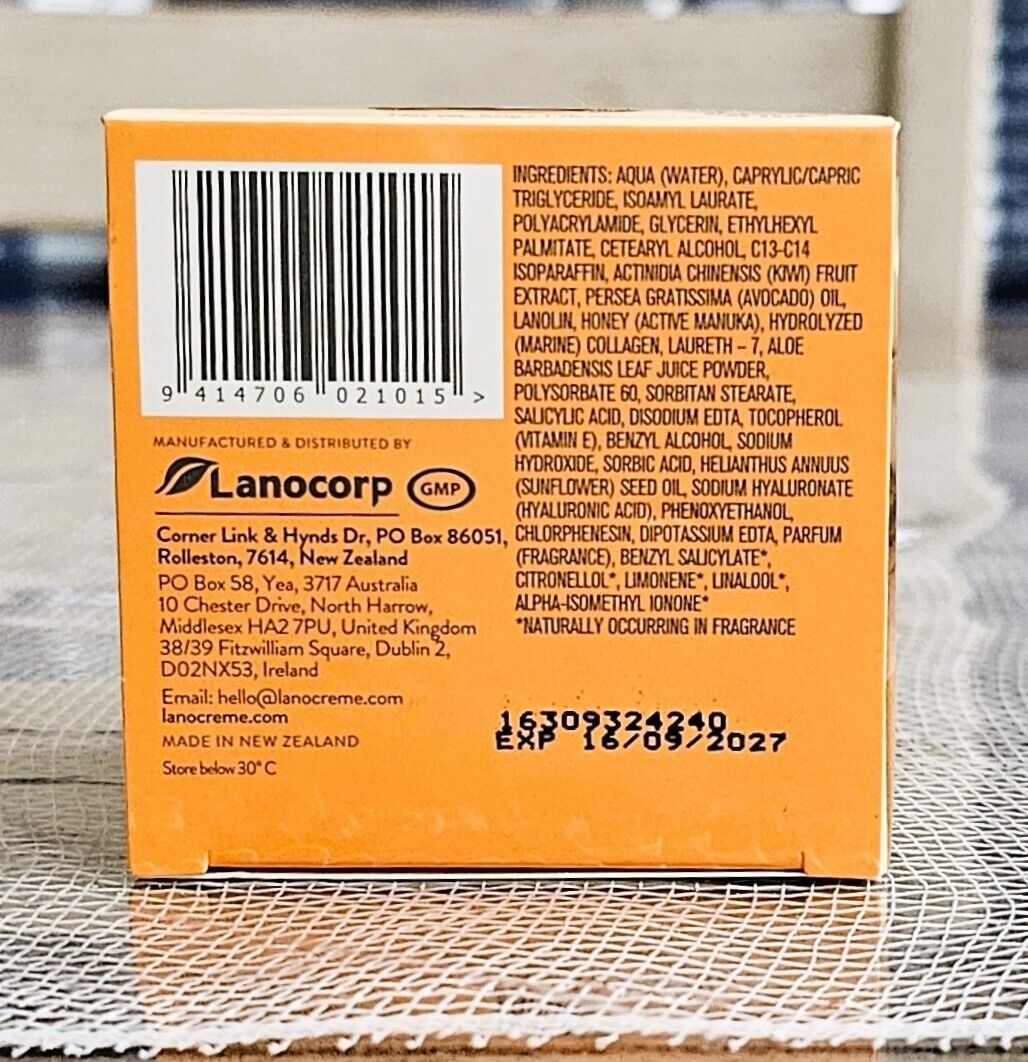 9 414706 021015 >
MANUFACTURED & DISTRIBUTED BY
Lanocorp GMP
Corner Link & Hynds Dr, PO Box 86051,
Rolleston, 7614, New Zealand
PO Box 58, Yea, 3717 Australia
10 Chester Drive, North Harrow,
Middlesex HA2 7PU, United Kingdom
38/39 Fitzwilliam Square, Dublin 2,
D02NX53, Ireland
Email: hello@lanocreme.com
lanocreme.com
MADE IN NEW ZEALAND
Store below 30°C
INGREDIENTS: AQUA (WATER), CAPRYLIC/CAPRIC
TRIGLYCERIDE, ISOAMYL LAURATE,
POLYACRYLAMIDE, GLYCERIN, ETHYLHEXYL
PALMITATE, CETEARYL ALCOHOL, C13-C14
ISOPARAFFIN, ACTINIDIA CHINENSIS (KIWI) FRUIT
EXTRACT, PERSEA GRATISSIMA (AVOCADO) OIL,
LANOLIN, HONEY (ACTIVE MANUKA), HYDROLYZED
(MARINE) COLLAGEN, LAURETH – 7, ALOE
BARBADENSIS LEAF JUICE POWDER,
POLYSORBATE 60, SORBITAN STEARATE,
SALICYLIC ACID, DISODIUM EDTA, TOCOPHEROL
(VITAMIN E), BENZYL ALCOHOL, SODIUM
HYDROXIDE, SORBIC ACID, HELIANTHUS ANNUUS
(SUNFLOWER) SEED OIL, SODIUM HYALURONATE
(HYALURONIC ACID), PHENOXYETHANOL,
CHLORPHENESIN, DIPOTASSIUM EDTA, PARFUM
(FRAGRANCE), BENZYL SALICYLATE*,
CITRONELLOL*, LIMONENE*, LINALOOL*,
ALPHA-ISOMETHYL IONONE*
*NATURALLY OCCURRING IN FRAGRANCE
16309324240
EXP 16/09/2027